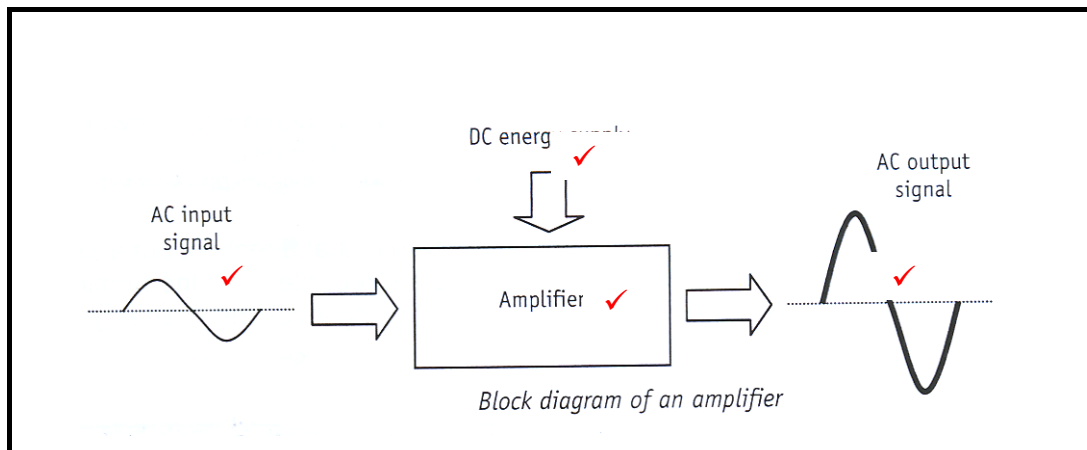 DC energ
AC output
signal
AC input
signal
Amplifier
Block diagram of an amplifier